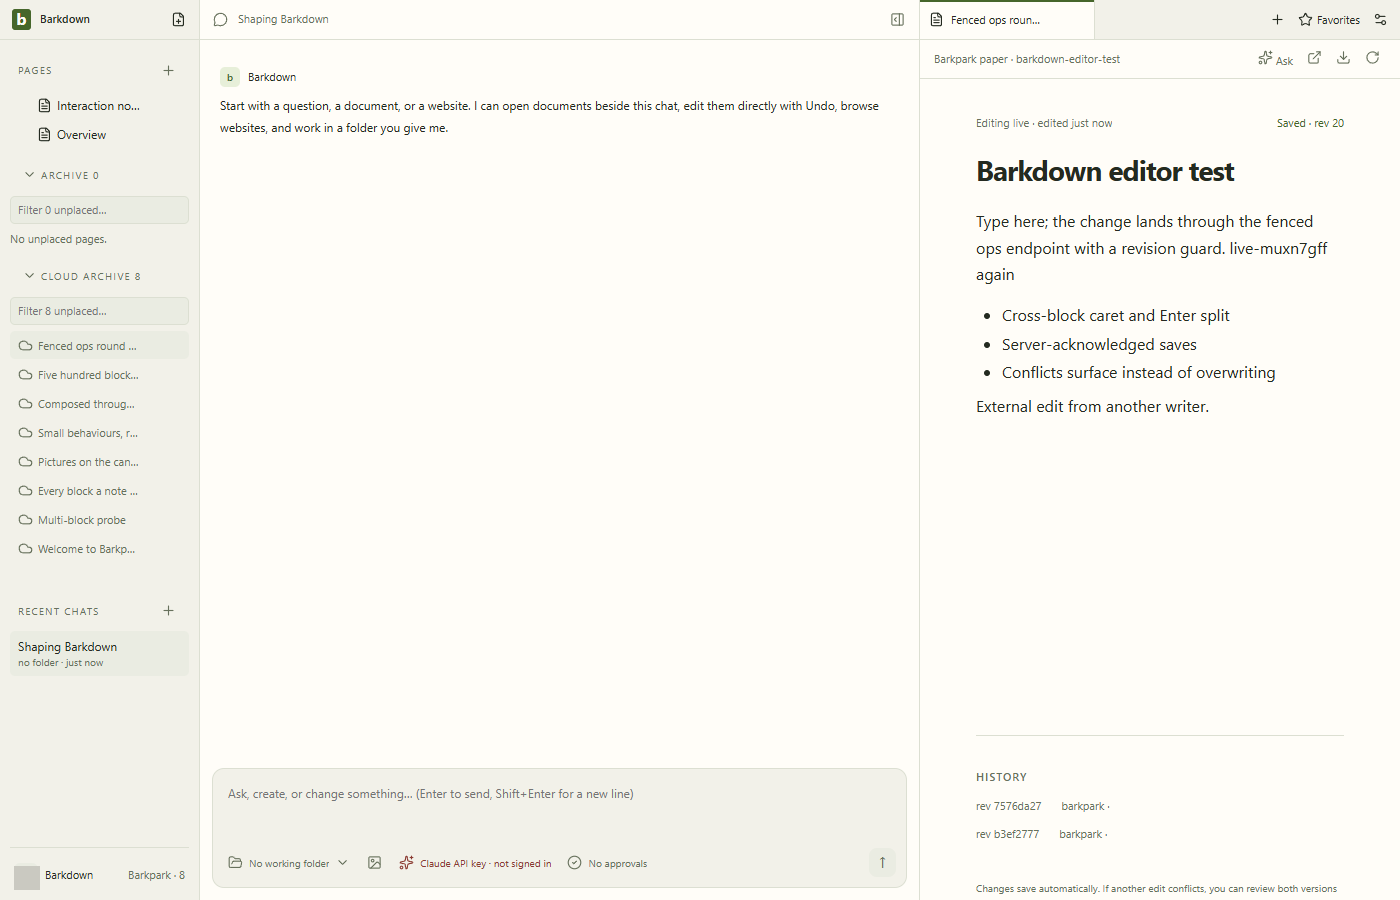 b Barkdown
PAGES
Interaction no...
Overview
ARCHIVE 0
Filter 0 unplaced...
No unplaced pages.
CLOUD ARCHIVE 8
Filter 8 unplaced...
Fenced ops round ...
Five hundred block...
Composed throug...
Small behaviours, r...
Pictures on the can...
Every block a note ...
Multi-block probe
Welcome to Barkp...
RECENT CHATS
Shaping Barkdown
no folder · just now
Barkdown Barkpark · 8
Shaping Barkdown
b Barkdown
Start with a question, a document, or a website. I can open documents beside this chat, edit them directly with Undo, browse
websites, and work in a folder you give me.
Ask, create, or change something... (Enter to send, Shift+Enter for a new line)
No working folder Claude API key · not signed in No approvals
Fenced ops roun... Favorites
Barkpark paper · barkdown-editor-test Ask
Editing live · edited just now Saved · rev 20
Barkdown editor test
Type here; the change lands through the fenced
ops endpoint with a revision guard. live-muxn7gff
again
• Cross-block caret and Enter split
• Server-acknowledged saves
• Conflicts surface instead of overwriting
External edit from another writer.
HISTORY
rev 7576da27 barkpark ·
rev b3ef2777 barkpark ·
Changes save automatically. If another edit conflicts, you can review both versions